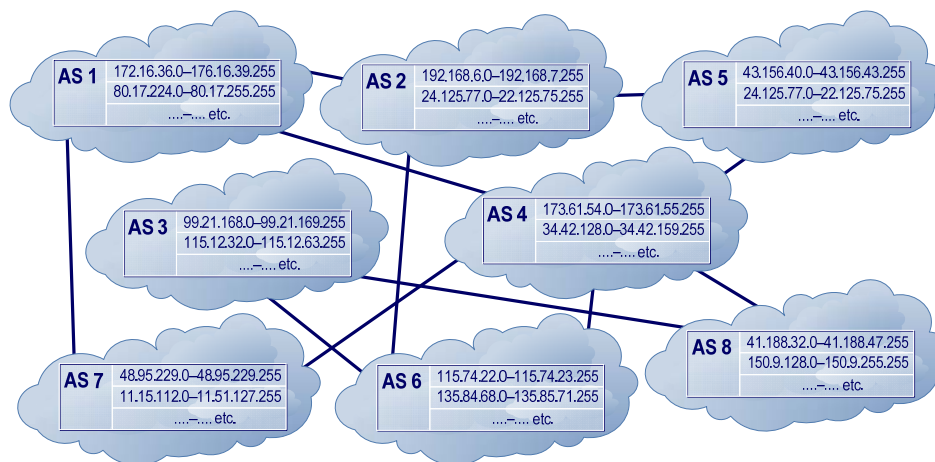 AS 1
172.16.36.0–176.16.39.255
80.17.224.0–80.17.255.255
....–.... etc.
AS 2
192.168.6.0–192.168.7.255
24.125.77.0–22.125.75.255
....–.... etc.
AS 5
43.156.40.0–43.156.43.255
24.125.77.0–22.125.75.255
....–.... etc.
AS 3
99.21.168.0–99.21.169.255
115.12.32.0–115.12.63.255
....–.... etc.
AS 4
173.61.54.0–173.61.55.255
34.42.128.0–34.42.159.255
....–.... etc.
AS 7
48.95.229.0–48.95.229.255
11.15.112.0–11.51.127.255
....–.... etc.
AS 6
115.74.22.0–115.74.23.255
135.84.68.0–135.85.71.255
....–.... etc.
AS 8
41.188.32.0–41.188.47.255
150.9.128.0–150.9.255.255
....–.... etc.